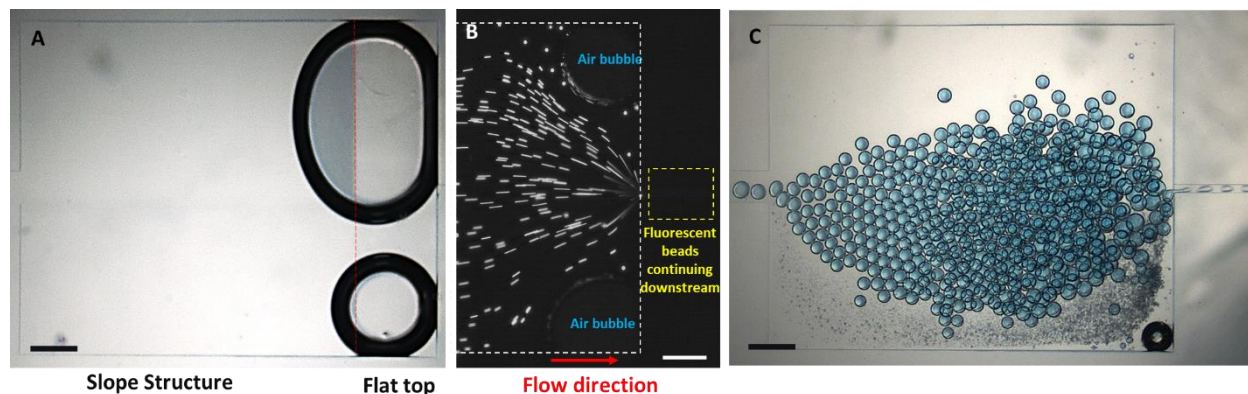 A
B
C
Air bubble
Fluorescent
beads
continuing
downstream
Air bubble
Slope Structure
Flat top
Flow direction